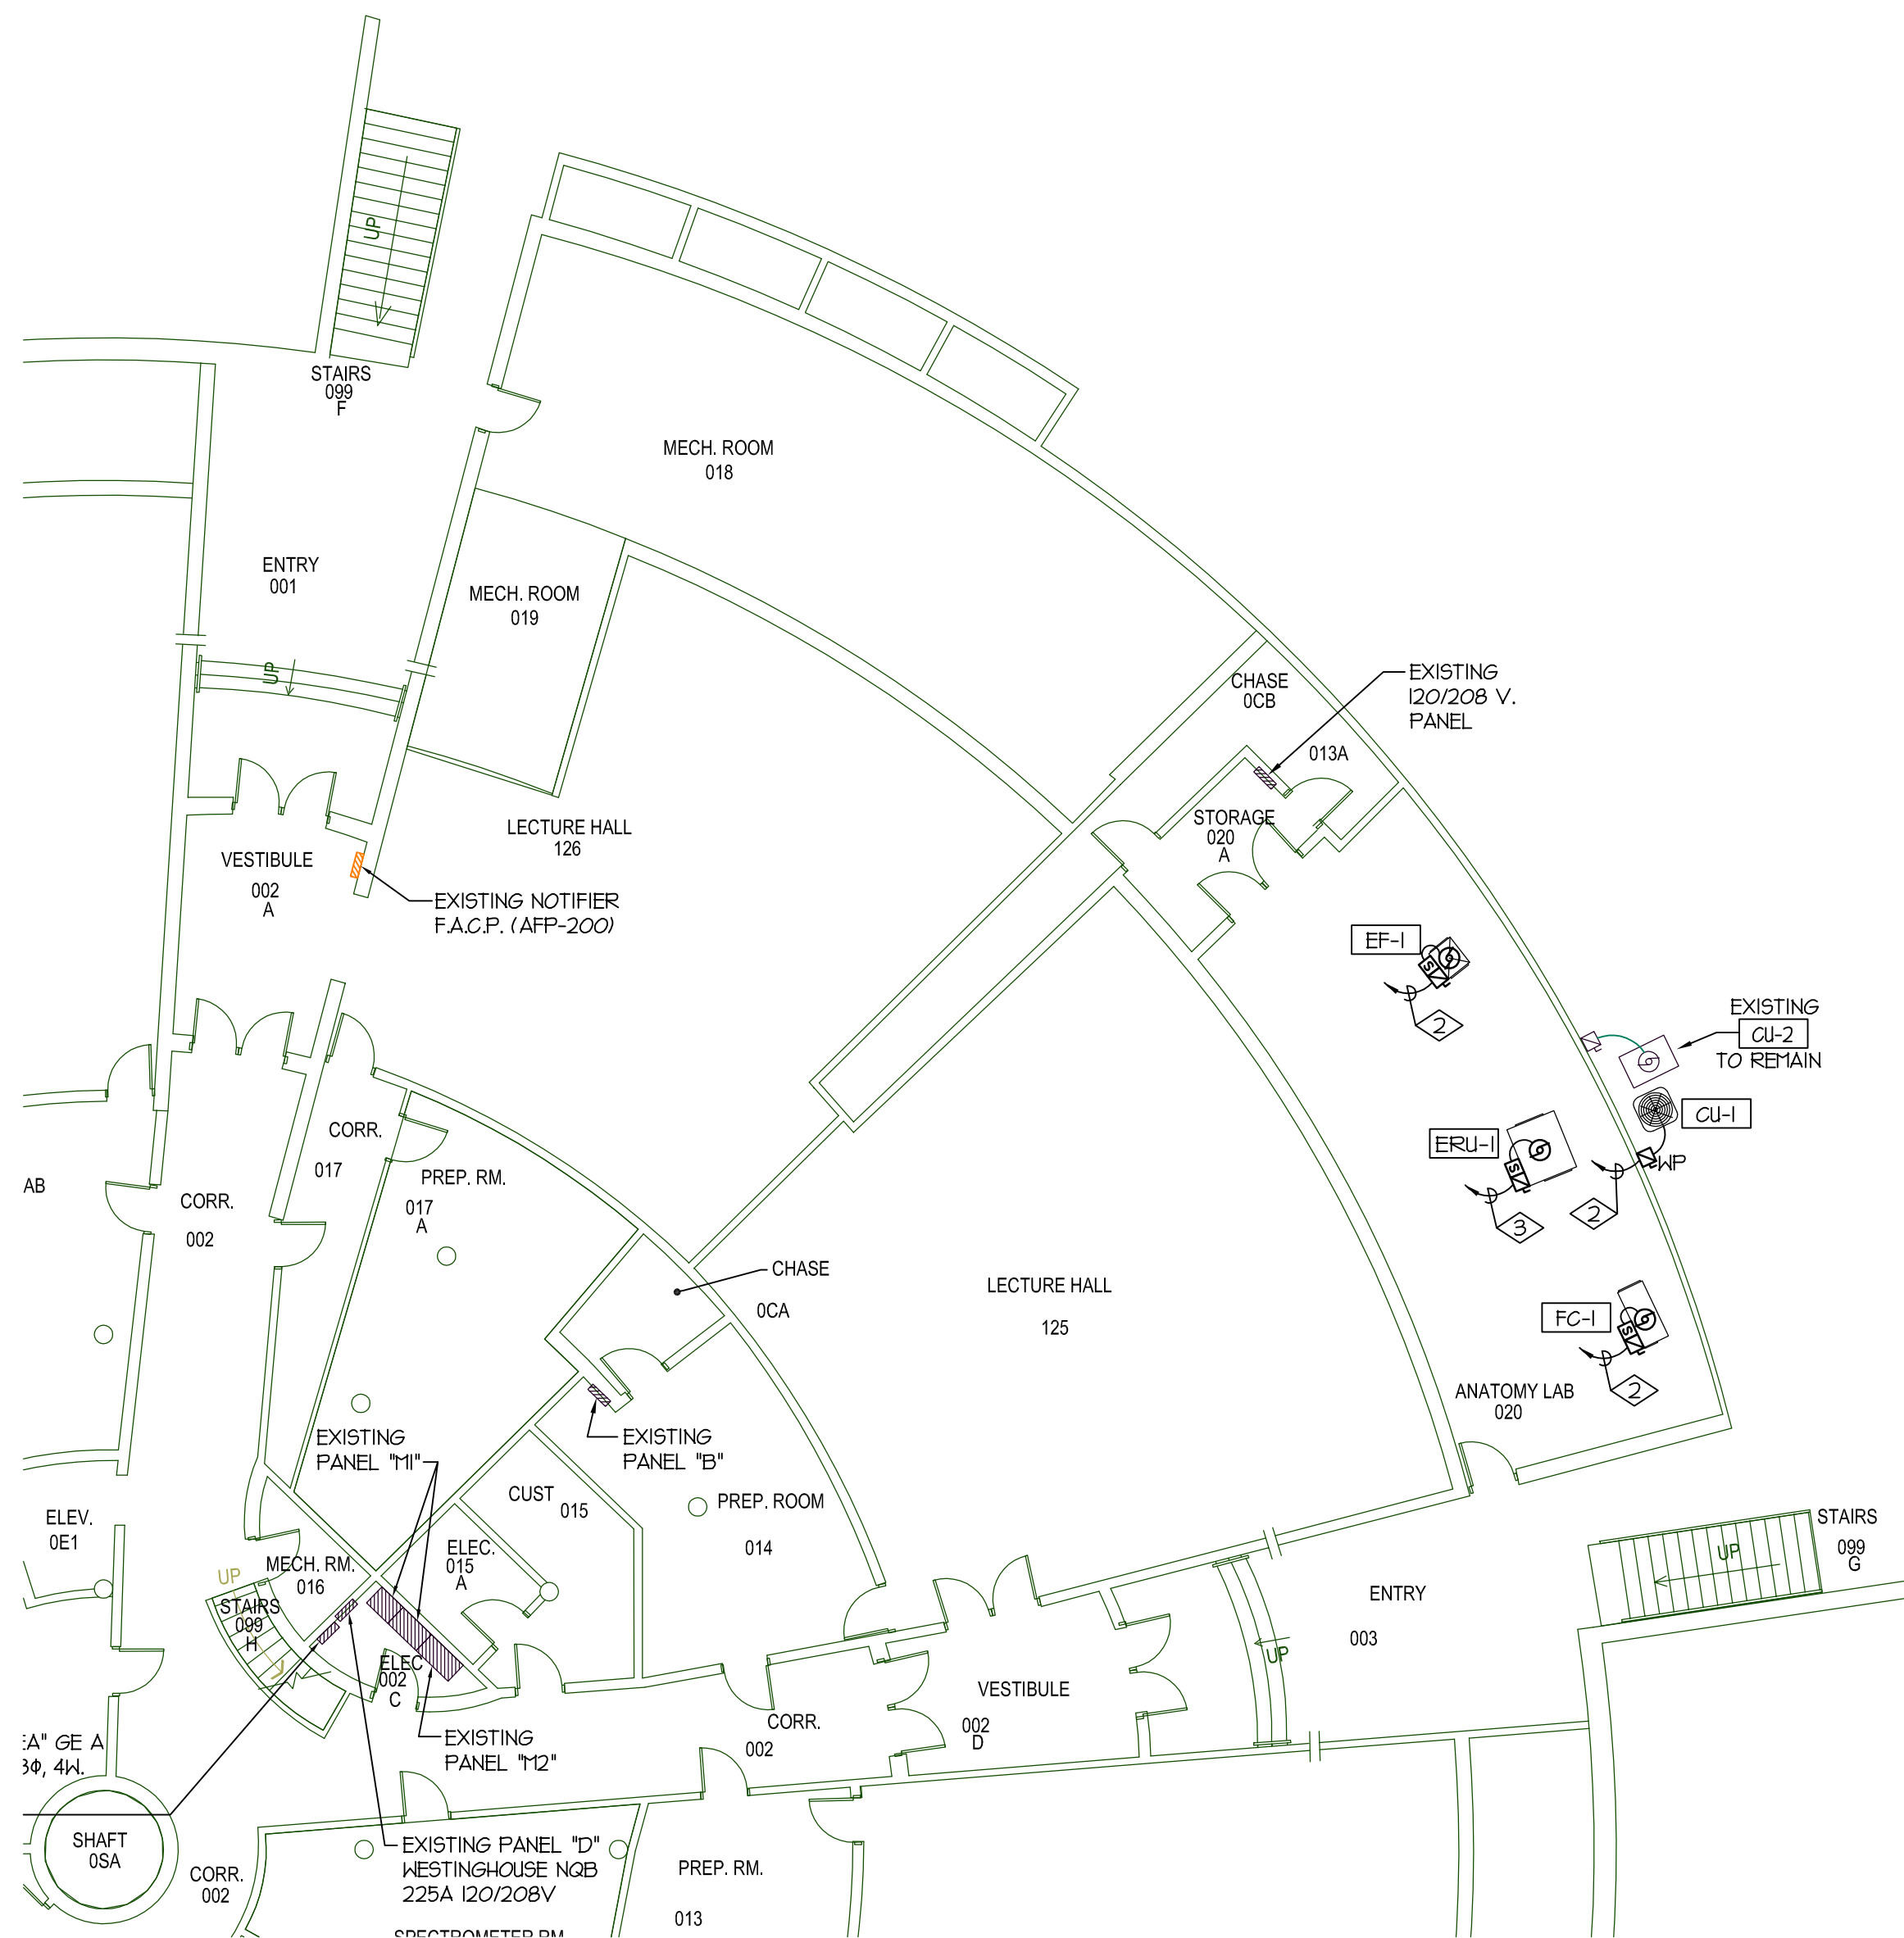 UP
STAIRS
099
F
MECH. ROOM
018
ENTRY
001
MECH. ROOM
019
UP
EXISTING
120/208 V.
PANEL
CHASE
0CB
013A
STORAGE
020
A
LECTURE HALL
126
VESTIBULE
002
A
EXISTING NOTIFIER
F.A.C.P. (AFP-200)
EF-1
S
2
EXISTING
CU-2
TO REMAIN
CU-1
ERU-1
S
WP
3
2
CORR.
017
PREP. RM.
017
A
AB
CORR.
002
CHASE
0CA
LECTURE HALL
125
FC-1
S
2
ANATOMY LAB
020
EXISTING
PANEL "M1"
EXISTING
PANEL "B"
CUST
015
PREP. ROOM
014
ELEV.
0E1
ELEC.
015
A
MECH. RM.
016
UP
STAIRS
099
H
ELEC
002
C
STAIRS
099
G
UP
ENTRY
003
UP
VESTIBULE
002
D
CORR.
002
EXISTING
PANEL "M2"
EA" GE A
3Φ, 4W.
SHAFT
0SA
CORR.
002
EXISTING PANEL "D"
WESTINGHOUSE NQB
225A 120/208V
PREP. RM.
013
SPECTROMETER RM